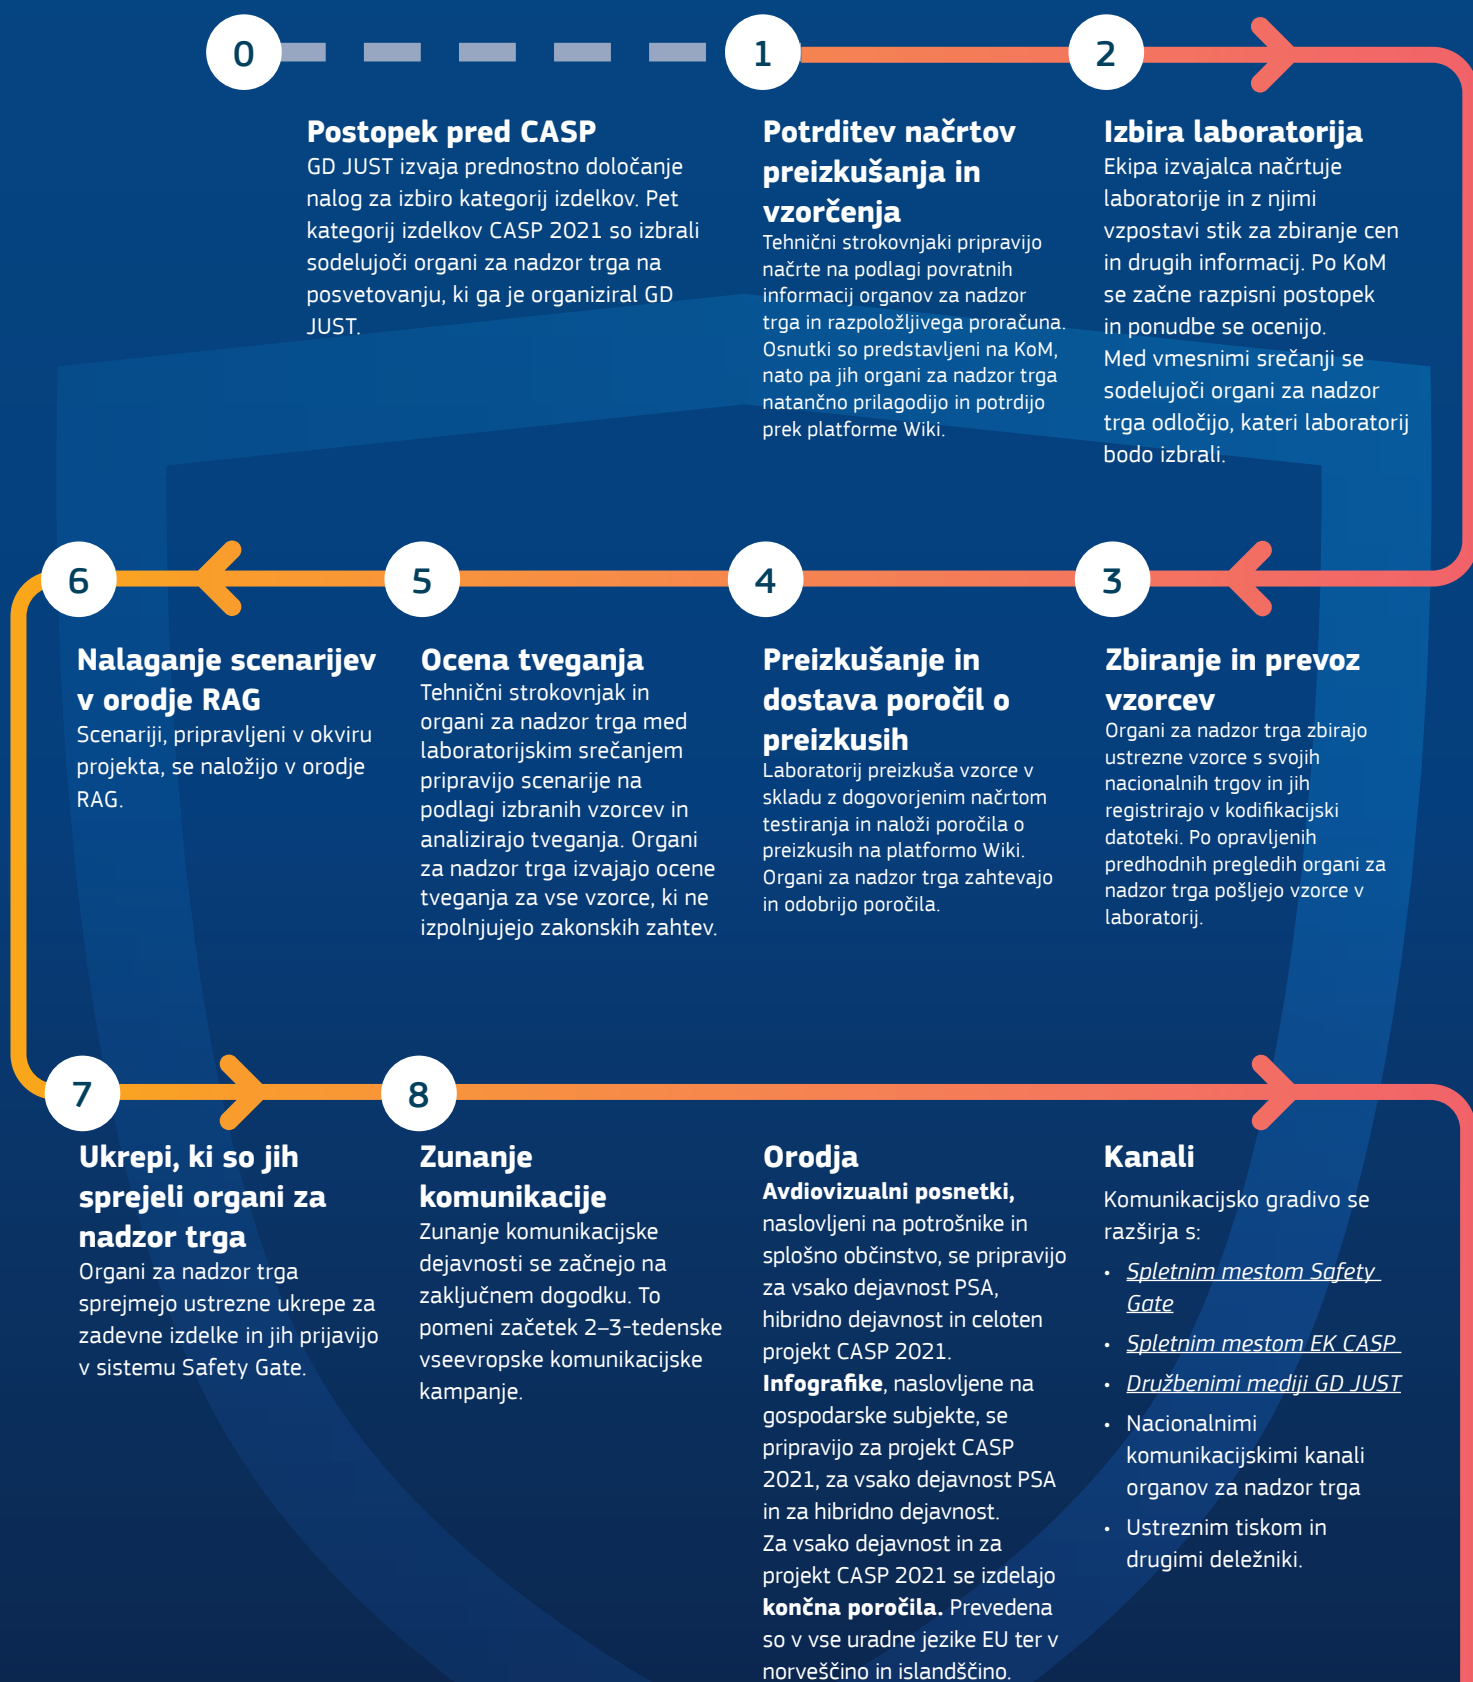 0
Postopek pred CASP
GD JUST izvaja prednostno določanje
nalog za izbiro kategorij izdelkov. Pet
kategorij izdelkov CASP 2021 so izbrali
sodelujoči organi za nadzor trga na
posvetovanju, ki ga je organiziral GD
JUST.
1
Potrditev načrtov
preizkušanja in
vzorčenja
Tehnični strokovnjaki pripravijo
načrte na podlagi povratnih
informacij organov za nadzor
trga in razpoložljivega proračuna.
Osnutki so predstavljeni na KoM,
nato pa jih organi za nadzor trga
natančno prilagodijo in potrdijo
prek platforme Wiki.
2
Izbira laboratorija
Ekipa izvajalca načrtuje
laboratorije in z njimi
vzpostavi stik za zbiranje cen
in drugih informacij. Po KoM
se začne razpisni postopek
in ponudbe se ocenijo.
Med vmesnimi srečanji se
sodelujoči organi za nadzor
trga odločijo, kateri laboratorij
bodo izbrali.
3
Zbiranje in prevoz
vzorcev
Organi za nadzor trga zbirajo
ustrezne vzorce s svojih
nacionalnih trgov in jih
registrirajo v kodifikacijski
datoteki. Po opravljenih
predhodnih pregledih organi za
nadzor trga pošljejo vzorce v
laboratorij.
4
Preizkušanje in
dostava poročil o
preizkusih
Laboratorij preizkuša vzorce v
skladu z dogovorjenim načrtom
testiranja in naloži poročila o
preizkusih na platformo Wiki.
Organi za nadzor trga zahtevajo
in odobrijo poročila.
5
Ocena tveganja
Tehnični strokovnjak in
organi za nadzor trga med
laboratorijskim srečanjem
pripravijo scenarije na
podlagi izbranih vzorcev in
analizirajo tveganja. Organi
za nadzor trga izvajajo ocene
tveganja za vse vzorce, ki ne
izpolnjujejo zakonskih zahtev.
6
Nalaganje scenarijev
v orodje RAG
Scenariji, pripravljeni v okviru
projekta, se naložijo v orodje
RAG.
7
Ukrepi, ki so jih
sprejeli organi za
nadzor trga
Organi za nadzor trga
sprejmejo ustrezne ukrepe za
zadevne izdelke in jih prijavijo
v sistemu Safety Gate.
8
Zunanje
komunikacije
Zunanje komunikacijske
dejavnosti se začnejo na
zaključnem dogodku. To
pomeni začetek 2–3-tedenske
vseevropske komunikacijske
kampanje.
Orodja
Avdiovizualni posnetki,
naslovljeni na potrošnike in
splošno občinstvo, se pripravijo
za vsako dejavnost PSA,
hibridno dejavnost in celoten
projekt CASP 2021.
Infografike, naslovljene na
gospodarske subjekte, se
pripravijo za projekt CASP
2021, za vsako dejavnost PSA
in za hibridno dejavnost.
Za vsako dejavnost in za
projekt CASP 2021 se izdelajo
končna poročila. Prevedena
so v vse uradne jezike EU ter v
norveščino in islandščino.
Kanali
Komunikacijsko gradivo se
razširja s:
• Spletnim mestom Safety
Gate
• Spletnim mestom EK CASP
• Družbenimi mediji GD JUST
• Nacionalnimi
komunikacijskimi kanali
organov za nadzor trga
• Ustreznim tiskom in
drugimi deležniki.